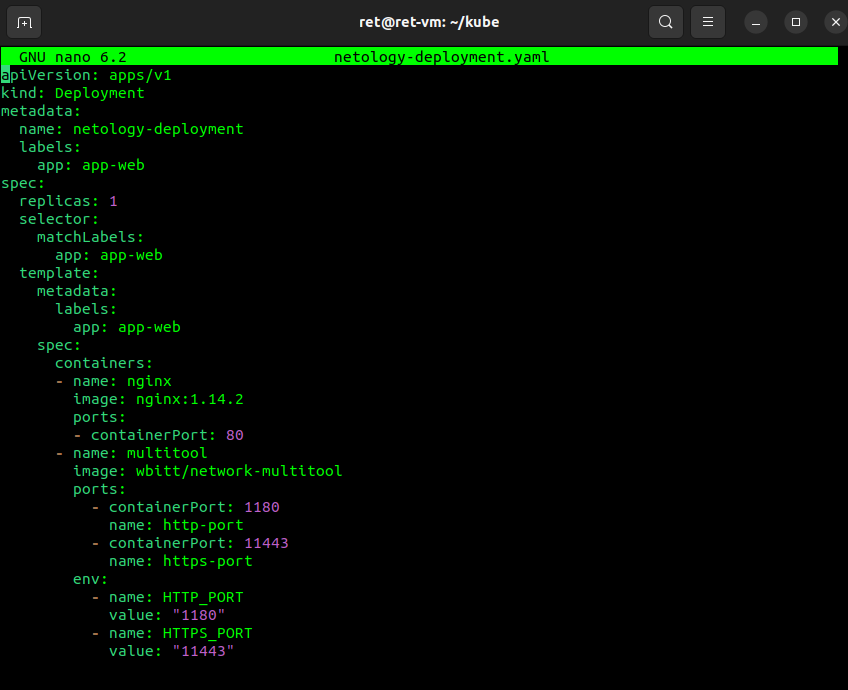 ret@ret-vm: ~/kube
GNU nano 6.2 netology-deployment.yaml
apiVersion: apps/v1
kind: Deployment
metadata:
  name: netology-deployment
  labels:
    app: app-web
spec:
  replicas: 1
  selector:
    matchLabels:
      app: app-web
  template:
    metadata:
      labels:
        app: app-web
    spec:
      containers:
      - name: nginx
        image: nginx:1.14.2
        ports:
        - containerPort: 80
      - name: multitool
        image: wbitt/network-multitool
        ports:
          - containerPort: 1180
            name: http-port
          - containerPort: 11443
            name: https-port
        env:
          - name: HTTP_PORT
            value: "1180"
          - name: HTTPS_PORT
            value: "11443"